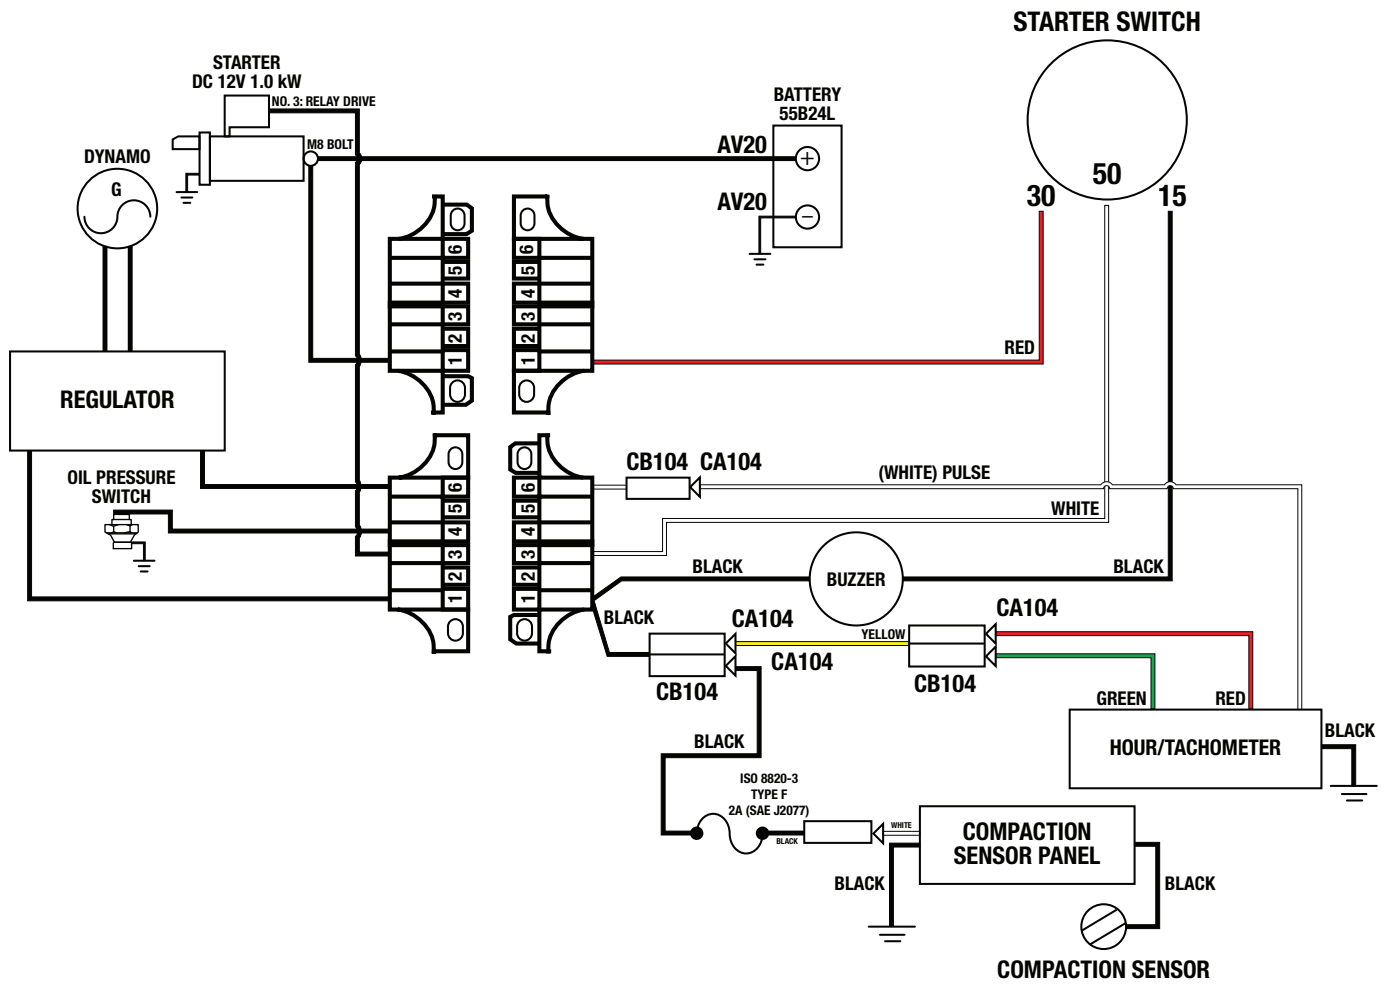 STARTER SWITCH
STARTER
DC 12V 1.0 kW
NO. 3: RELAY DRIVE
M8 BOLT
BATTERY
55B24L
AV20
AV20
DYNAMO
G
50
30
15
6
5
4
3
2
1
6
5
4
3
2
1
RED
REGULATOR
OIL PRESSURE
SWITCH
6
5
4
3
2
1
6
5
4
3
2
1
CB104 CA104
(WHITE) PULSE
WHITE
BLACK
BUZZER
BLACK
BLACK
CA104
YELLOW
CA104
CA104
CB104
CB104
GREEN
RED
BLACK
HOUR/TACHOMETER
BLACK
ISO 8820-3
TYPE F
2A (SAE J2077)
BLACK
WHITE
COMPACTION
SENSOR PANEL
BLACK
BLACK
COMPACTION SENSOR